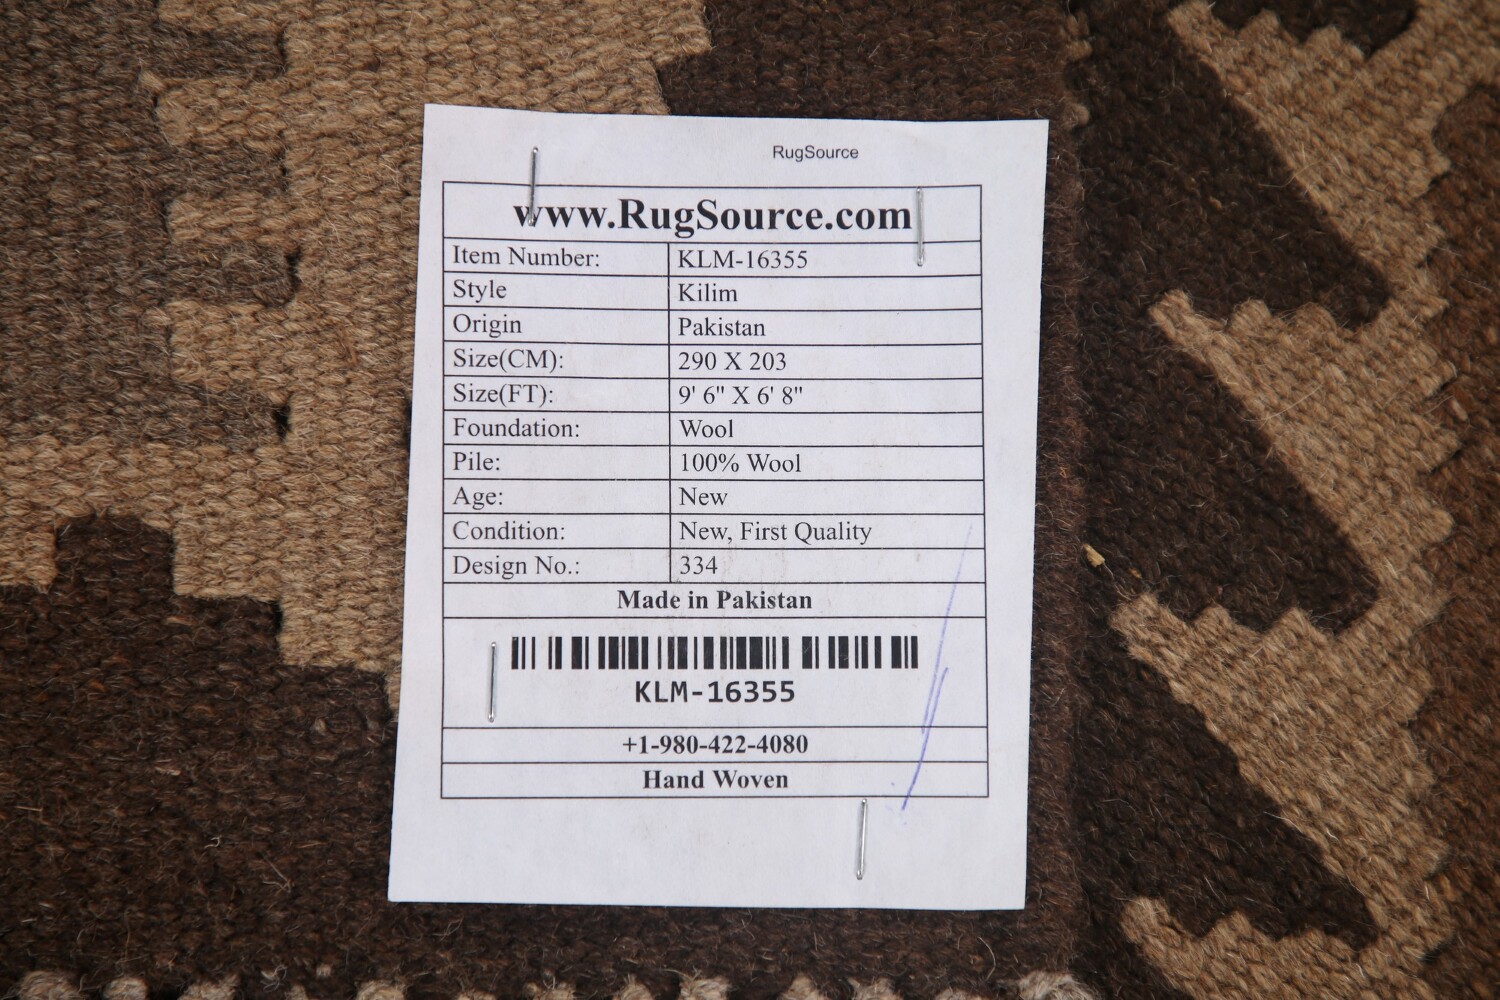 RugSource
www.RugSource.com
Item Number: KLM-16355
Style Kilim
Origin Pakistan
Size(CM): 290 X 203
Size(FT): 9' 6" X 6' 8"
Foundation: Wool
Pile: 100% Wool
Age: New
Condition: New, First Quality
Design No.: 334
Made in Pakistan
KLM-16355
+1-980-422-4080
Hand Woven